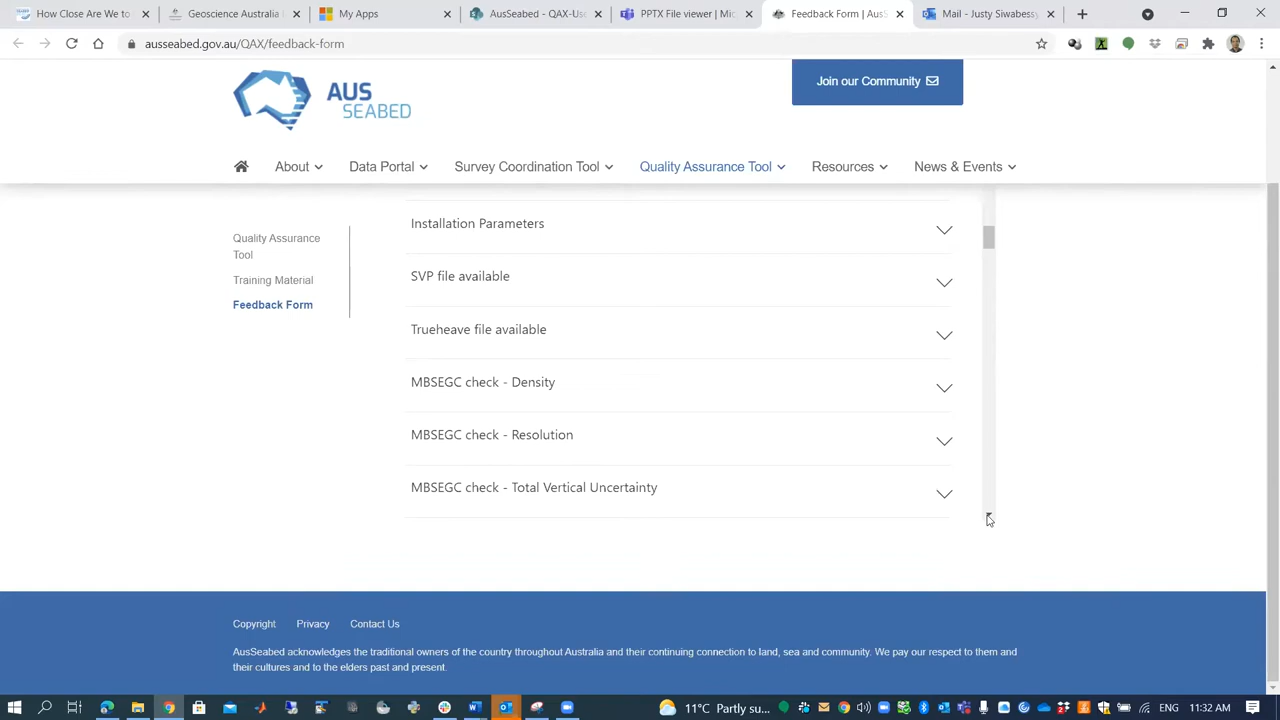 How Close Are We to
Geoscience Australia
My Apps
AusSeabed - QAX-Use
PPTX File viewer | Mic
Feedback Form | Aus
Mail - Justy Siwabessy
ausseabed.gov.au/QAX/feedback-form
AUS
SEABED
Join our Community
About
Data Portal
Survey Coordination Tool
Quality Assurance Tool
Resources
News & Events
Quality Assurance
Tool
Training Material
Feedback Form
Installation Parameters
SVP file available
Trueheave file available
MBSEGC check - Density
MBSEGC check - Resolution
MBSEGC check - Total Vertical Uncertainty
Copyright
Privacy
Contact Us
AusSeabed acknowledges the traditional owners of the country throughout Australia and their continuing connection to land, sea and community. We pay our respect to them and
their cultures and to the elders past and present.
11°C Partly su...
ENG
11:32 AM